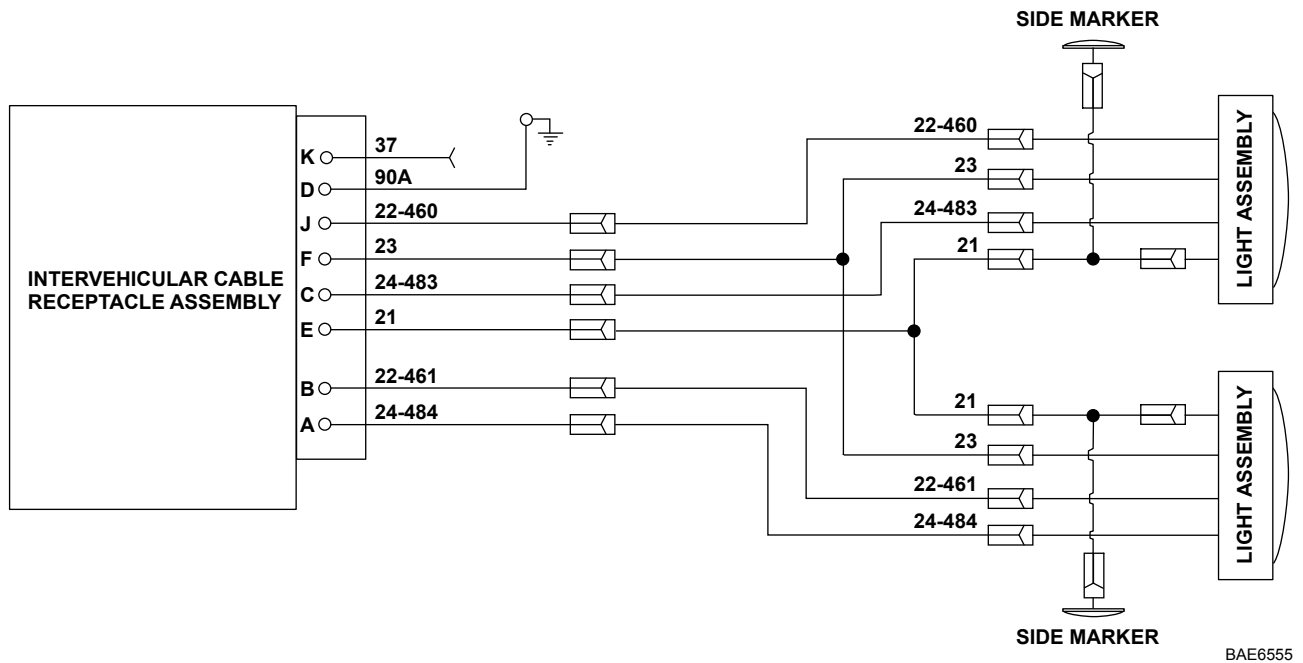 SIDE MARKER
INTERVEHICULAR CABLE
RECEPTACLE ASSEMBLY
K 37
D 90A
J 22-460
F 23
C 24-483
E 21
B 22-461
A 24-484
22-460
23
24-483
21
LIGHT ASSEMBLY
21
23
22-461
24-484
LIGHT ASSEMBLY
SIDE MARKER
BAE6555